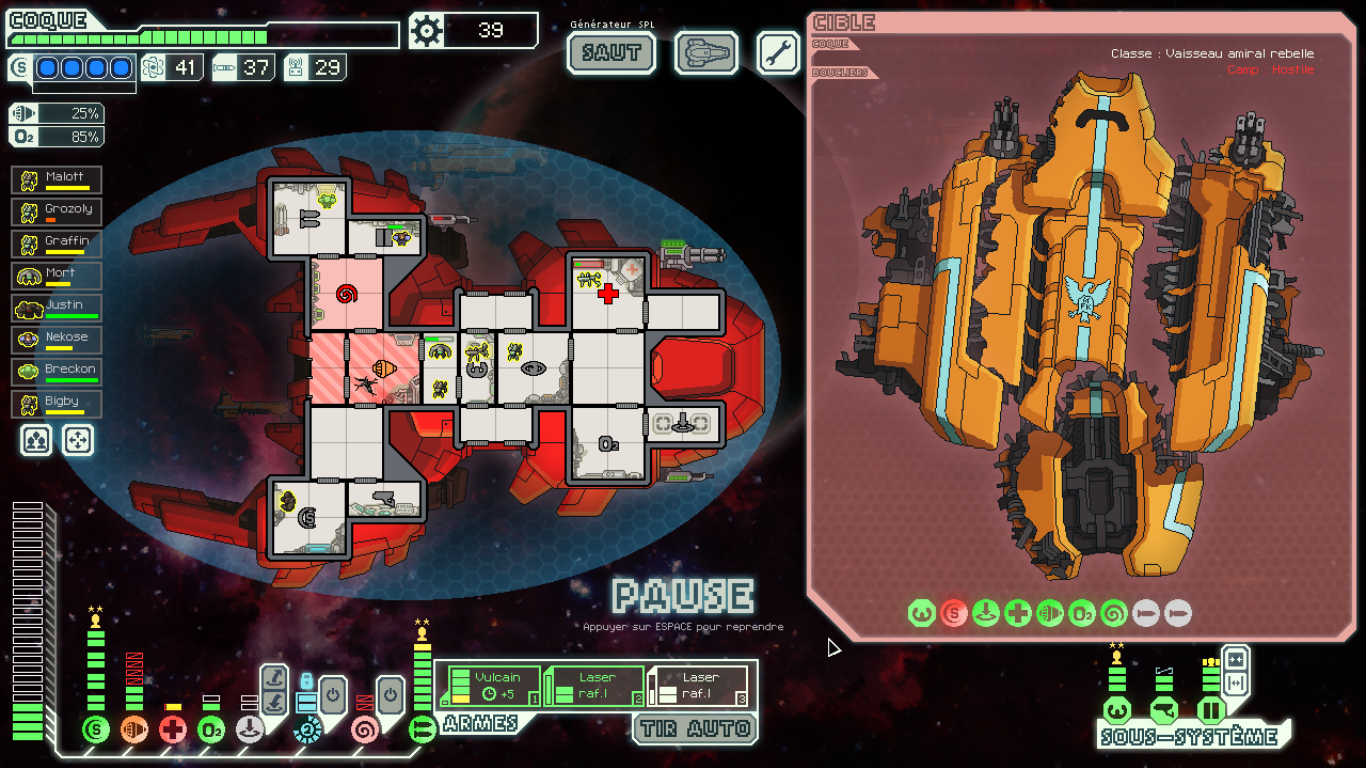 COQUE
39
Générateur SPL
SAUT
41
37
29
25%
O₂ 85%
Malott
Grozoly
Graffin
Mort
Justin
Nekose
Breckon
Bigby
CIBLE
COQUE
BOUCLIERS
Classe : Vaisseau amiral rebelle
Camp : Hostile
PAUSE
Appuyer sur ESPACE pour reprendre
Vulcain
+5
1
Laser
raf.I
2
Laser
raf.I
3
ARMES
TIR AUTO
SOUS-SYSTÈME